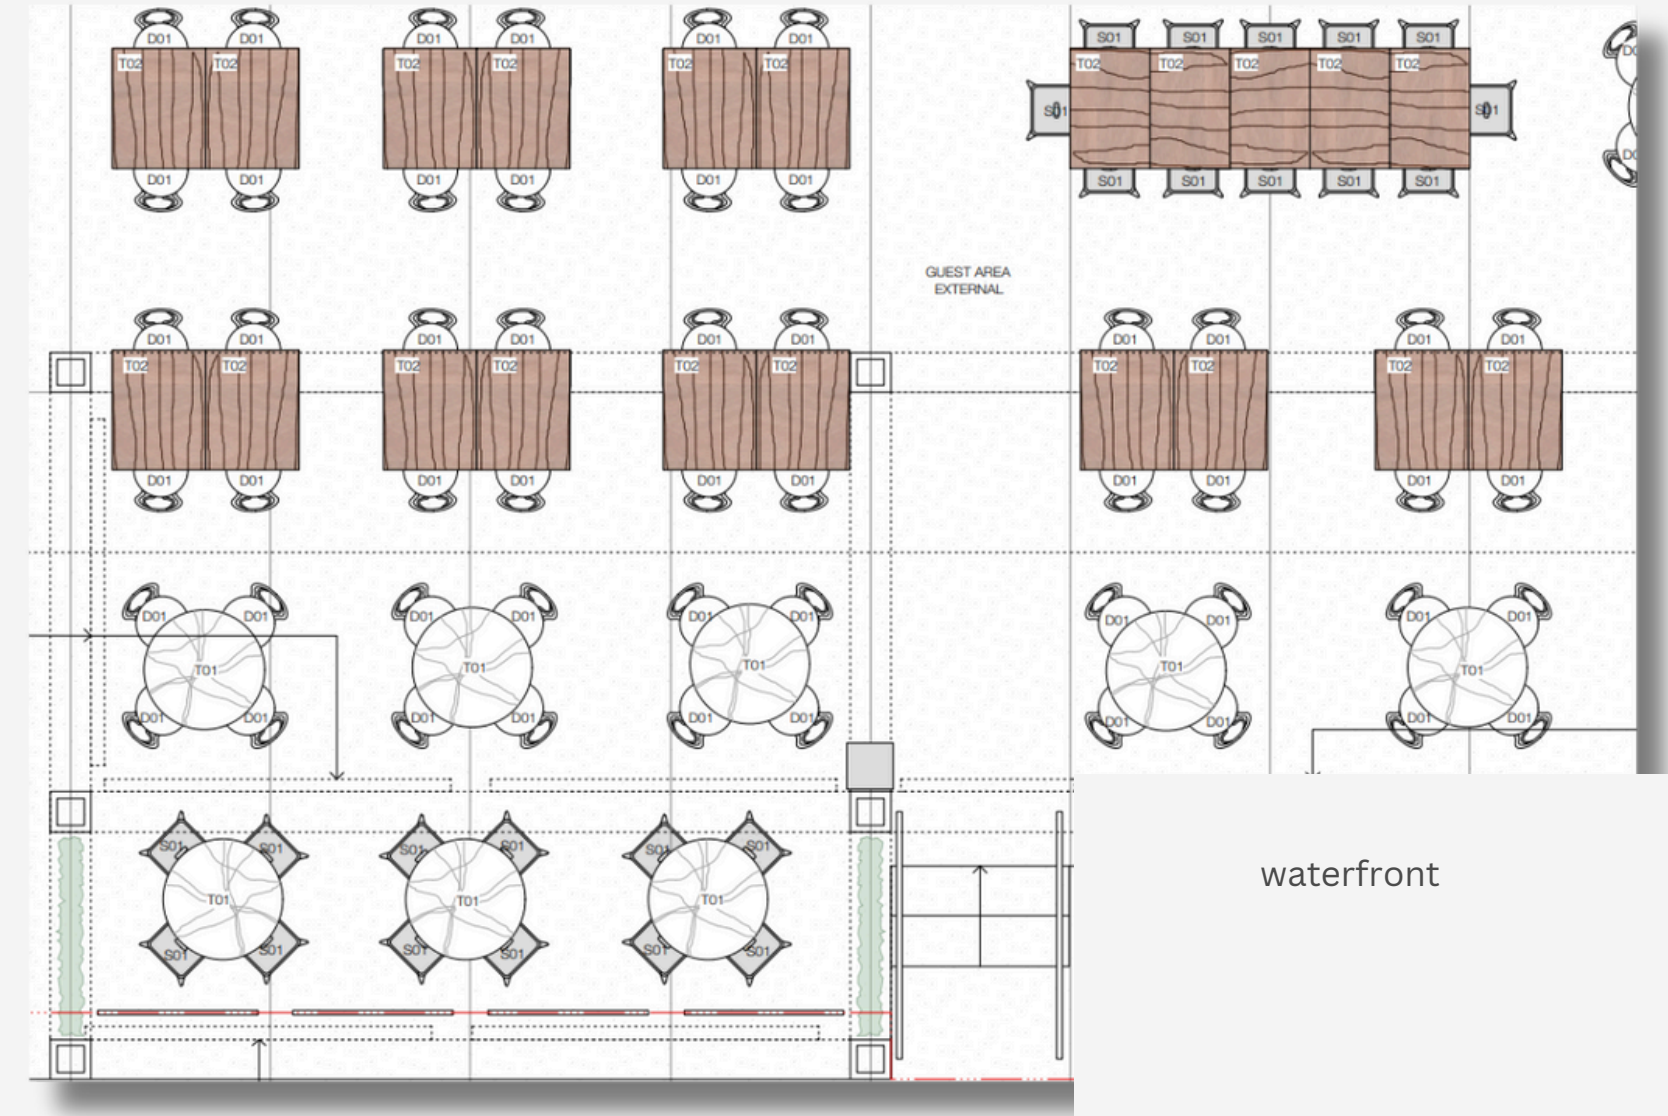 D01 D01 D01 D01 D01 D01 S01 S01 S01 S01 S01
T02 T02 T02 T02 T02 T02 T02 T02 T02 T02 T02
S01 S01
D01 D01 D01 D01 D01 D01 S01 S01 S01 S01 S01
GUEST AREA
EXTERNAL
D01 D01 D01 D01 D01 D01 D01 D01 D01 D01
T02 T02 T02 T02 T02 T02 T02 T02 T02 T02
D01 D01 D01 D01 D01 D01 D01 D01 D01 D01
D01 D01 D01 D01 D01 D01 D01 D01 D01 D01
T01 T01 T01 T01 T01
D01 D01 D01 D01 D01 D01 D01 D01 D01 D01
S01 S01 S01 S01 S01 S01
T01 T01 T01
S01 S01 S01 S01 S01 S01
waterfront